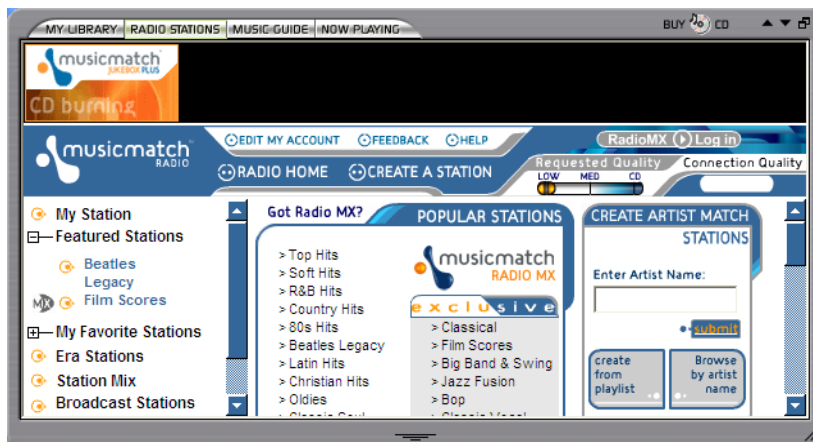 MY LIBRARY RADIO STATIONS MUSIC GUIDE NOW PLAYING BUY CD
musicmatch
JUKEBOX PLUS
CD burning
musicmatch
RADIO
EDIT MY ACCOUNT FEEDBACK HELP
RadioMX Log in
RADIO HOME CREATE A STATION
Requested Quality
LOW MED CD
Connection Quality
My Station
Featured Stations
Beatles
Legacy
MX Film Scores
My Favorite Stations
Era Stations
Station Mix
Broadcast Stations
Got Radio MX? POPULAR STATIONS
> Top Hits
> Soft Hits
> R&B Hits
> Country Hits
> 80s Hits
> Beatles Legacy
> Latin Hits
> Christian Hits
> Oldies
> Classic Soul
musicmatch
RADIO MX
exclusive
> Classical
> Film Scores
> Big Band & Swing
> Jazz Fusion
> Bop
> Classic Vocal
CREATE ARTIST MATCH
STATIONS
Enter Artist Name:
submit
create
from
playlist
Browse
by artist
name